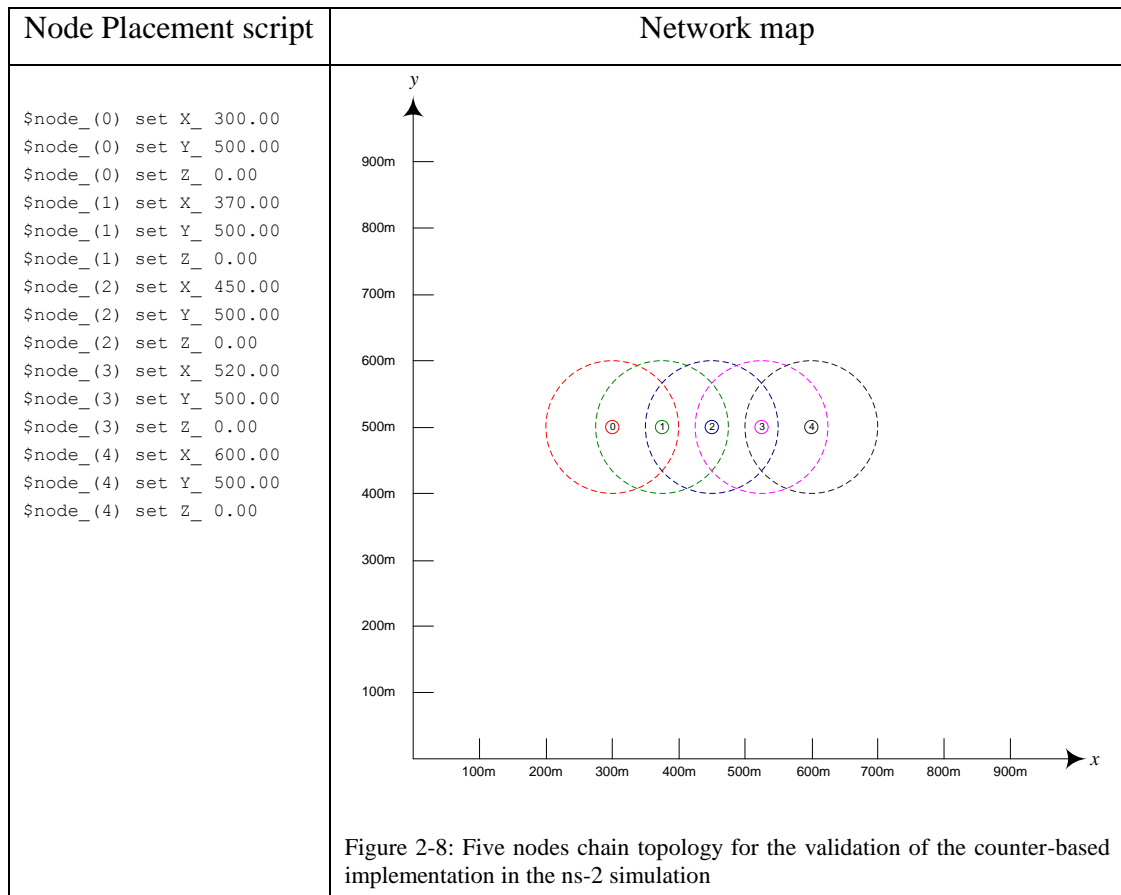 Node Placement script
Network map
$node_(0) set X_ 300.00
$node_(0) set Y_ 500.00
$node_(0) set Z_ 0.00
$node_(1) set X_ 370.00
$node_(1) set Y_ 500.00
$node_(1) set Z_ 0.00
$node_(2) set X_ 450.00
$node_(2) set Y_ 500.00
$node_(2) set Z_ 0.00
$node_(3) set X_ 520.00
$node_(3) set Y_ 500.00
$node_(3) set Z_ 0.00
$node_(4) set X_ 600.00
$node_(4) set Y_ 500.00
$node_(4) set Z_ 0.00
y
900m
800m
700m
600m
500m
400m
300m
200m
100m
0 1 2 3 4
100m 200m 300m 400m 500m 600m 700m 800m 900m
x
Figure 2-8: Five nodes chain topology for the validation of the counter-based
implementation in the ns-2 simulation